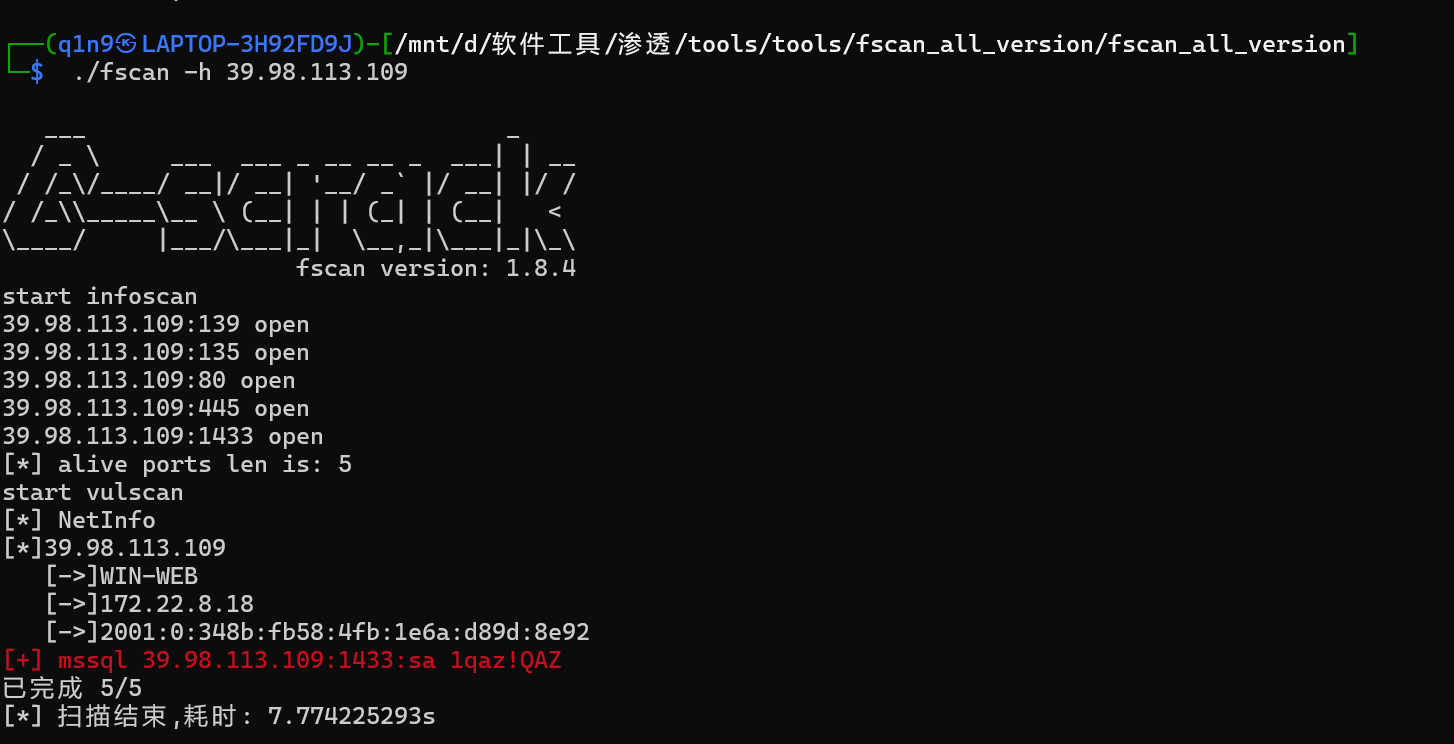 ┌──(q1n9㉿LAPTOP-3H92FD9J)-[/mnt/d/软件工具/渗透/tools/tools/fscan_all_version/fscan_all_version]
└─$  ./fscan -h 39.98.113.109
   ___                              _
  / _ \     ___  ___ _ __ __ _  ___| | __
 / /_\/____/ __|/ __| '__/ _` |/ __| |/ /
/ /_\\_____\__ \ (__| | | (_| | (__|   <
\____/     |___/\___|_|  \__,_|\___|_|\_\
                     fscan version: 1.8.4
start infoscan
39.98.113.109:139 open
39.98.113.109:135 open
39.98.113.109:80 open
39.98.113.109:445 open
39.98.113.109:1433 open
[*] alive ports len is: 5
start vulscan
[*] NetInfo
[*]39.98.113.109
   [->]WIN-WEB
   [->]172.22.8.18
   [->]2001:0:348b:fb58:4fb:1e6a:d89d:8e92
[+] mssql 39.98.113.109:1433:sa 1qaz!QAZ
已完成 5/5
[*] 扫描结束,耗时: 7.774225293s